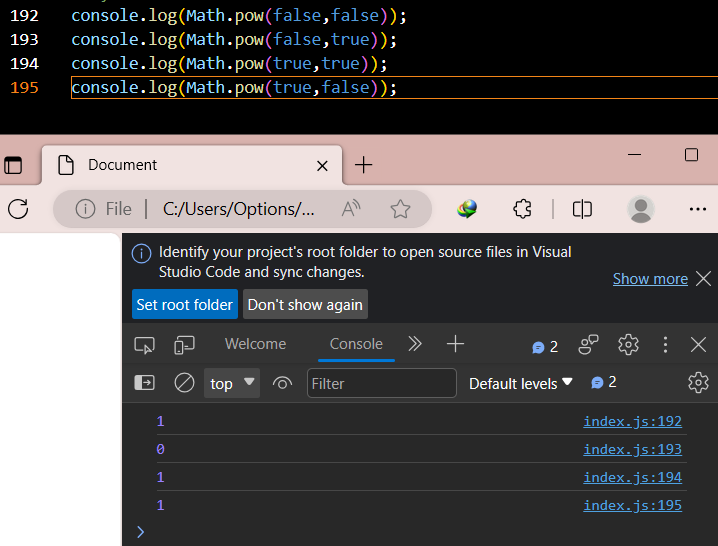 192 console.log(Math.pow(false,false));
193 console.log(Math.pow(false,true));
194 console.log(Math.pow(true,true));
195 console.log(Math.pow(true,false));
Document
File | C:/Users/Options/...
Identify your project's root folder to open source files in Visual
Studio Code and sync changes.
Show more
Set root folder Don't show again
Welcome Console 2
top Filter Default levels 2
1 index.js:192
0 index.js:193
1 index.js:194
1 index.js:195